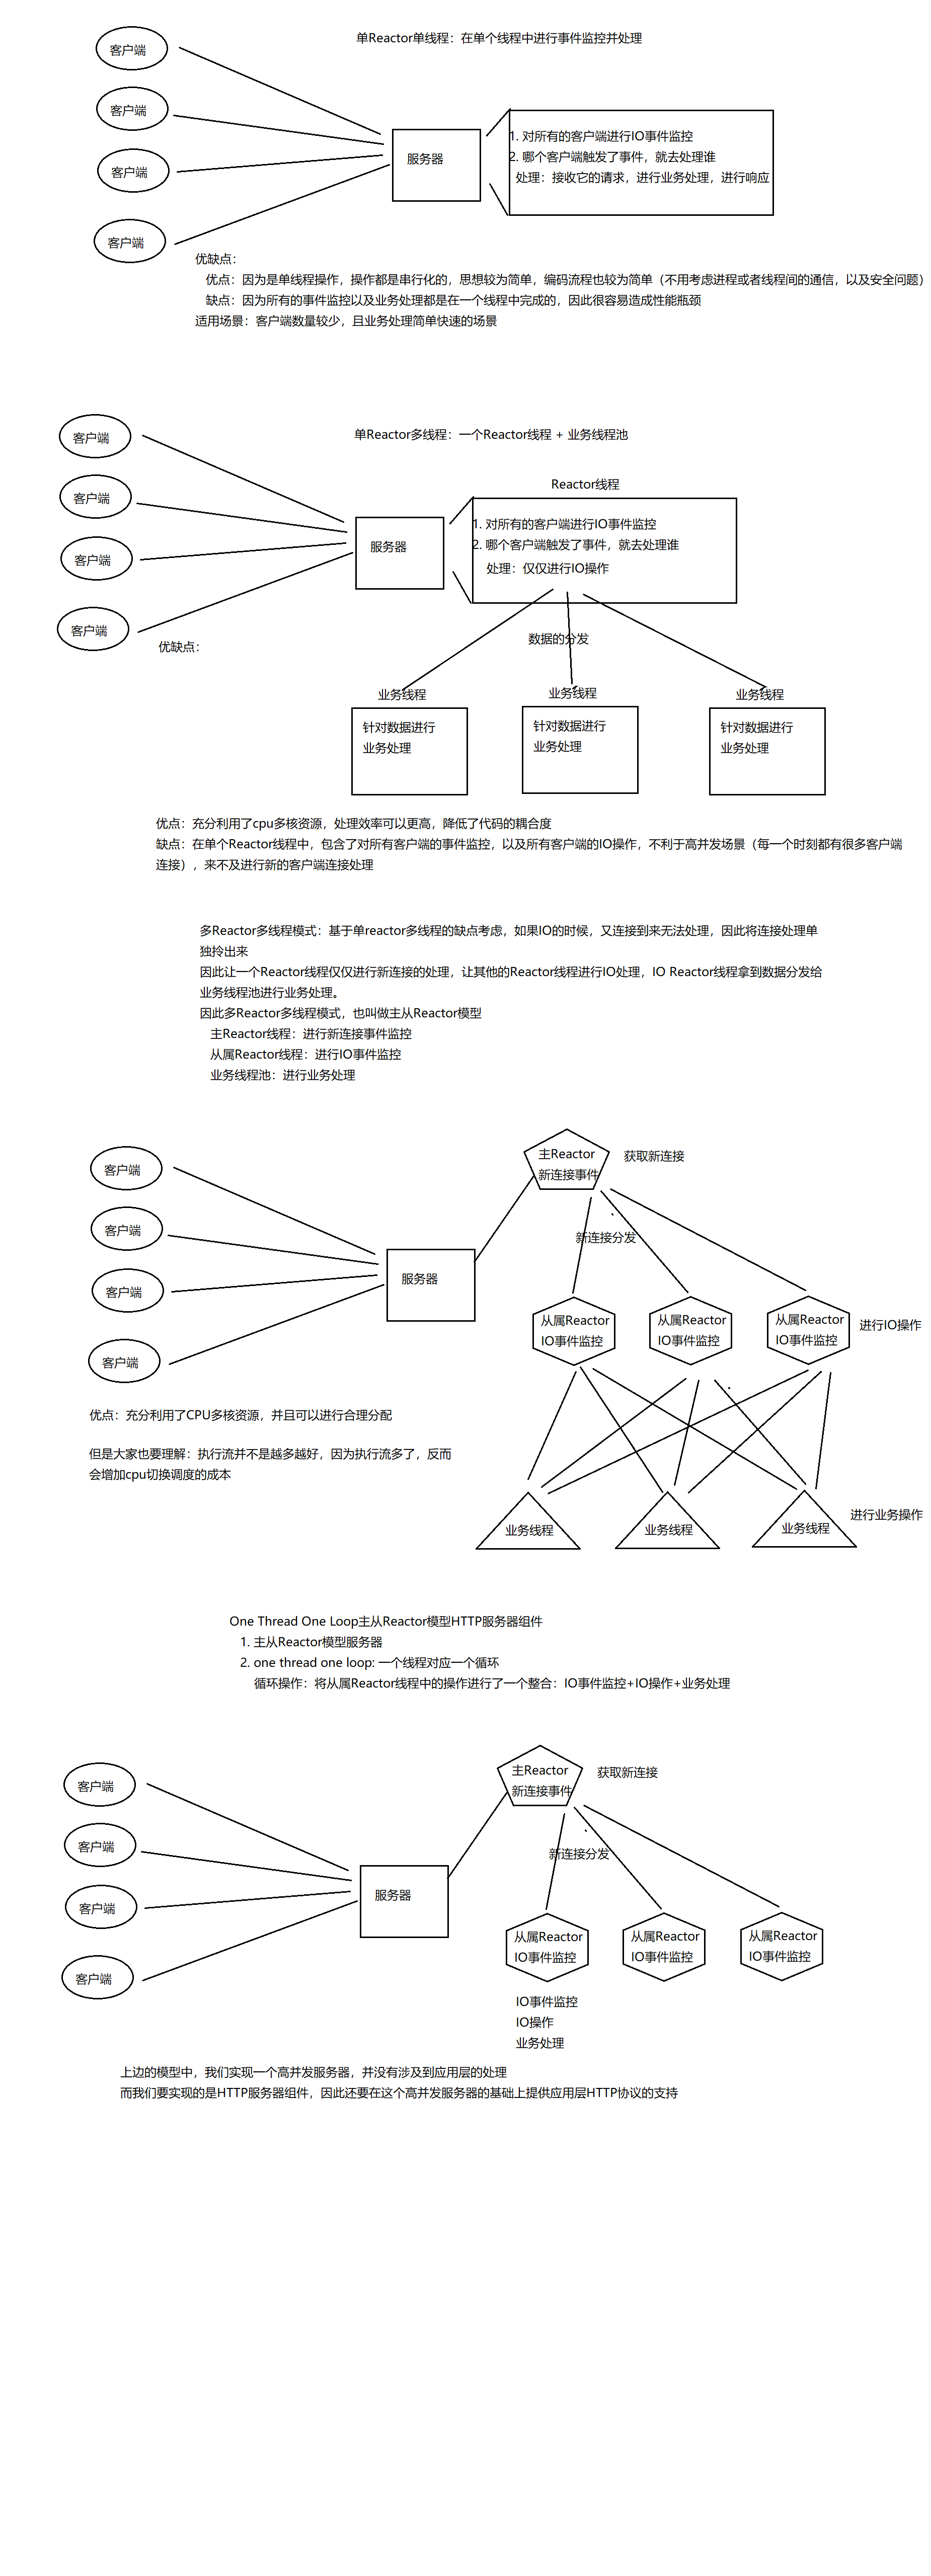 单Reactor单线程：在单个线程中进行事件监控并处理
客户端
客户端
客户端
客户端
服务器
1. 对所有的客户端进行IO事件监控
2. 哪个客户端触发了事件，就去处理谁
处理：接收它的请求，进行业务处理，进行响应
优缺点：
优点：因为是单线程操作，操作都是串行化的，思想较为简单，编码流程也较为简单（不用考虑进程或者线程间的通信，以及安全问题）
缺点：因为所有的事件监控以及业务处理都是在一个线程中完成的，因此很容易造成性能瓶颈
适用场景：客户端数量较少，且业务处理简单快速的场景
单Reactor多线程：一个Reactor线程 + 业务线程池
客户端
客户端
客户端
客户端
服务器
Reactor线程
1. 对所有的客户端进行IO事件监控
2. 哪个客户端触发了事件，就去处理谁
处理：仅仅进行IO操作
数据的分发
优缺点：
业务线程
业务线程
业务线程
针对数据进行
业务处理
针对数据进行
业务处理
针对数据进行
业务处理
优点：充分利用了cpu多核资源，处理效率可以更高，降低了代码的耦合度
缺点：在单个Reactor线程中，包含了对所有客户端的事件监控，以及所有客户端的IO操作，不利于高并发场景（每一个时刻都有很多客户端
连接），来不及进行新的客户端连接处理
多Reactor多线程模式：基于单reactor多线程的缺点考虑，如果IO的时候，又连接到来无法处理，因此将连接处理单
独拎出来
因此让一个Reactor线程仅仅进行新连接的处理，让其他的Reactor线程进行IO处理，IO Reactor线程拿到数据分发给
业务线程池进行业务处理。
因此多Reactor多线程模式，也叫做主从Reactor模型
主Reactor线程：进行新连接事件监控
从属Reactor线程：进行IO事件监控
业务线程池：进行业务处理
客户端
客户端
客户端
客户端
服务器
主Reactor
新连接事件
获取新连接
新连接分发
从属Reactor
IO事件监控
从属Reactor
IO事件监控
从属Reactor
IO事件监控
进行IO操作
优点：充分利用了CPU多核资源，并且可以进行合理分配
但是大家也要理解：执行流并不是越多越好，因为执行流多了，反而
会增加cpu切换调度的成本
业务线程
业务线程
业务线程
进行业务操作
One Thread One Loop主从Reactor模型HTTP服务器组件
1. 主从Reactor模型服务器
2. one thread one loop: 一个线程对应一个循环
循环操作：将从属Reactor线程中的操作进行了一个整合：IO事件监控+IO操作+业务处理
客户端
客户端
客户端
客户端
服务器
主Reactor
新连接事件
获取新连接
新连接分发
从属Reactor
IO事件监控
从属Reactor
IO事件监控
从属Reactor
IO事件监控
IO事件监控
IO操作
业务处理
上边的模型中，我们实现一个高并发服务器，并没有涉及到应用层的处理
而我们要实现的是HTTP服务器组件，因此还要在这个高并发服务器的基础上提供应用层HTTP协议的支持